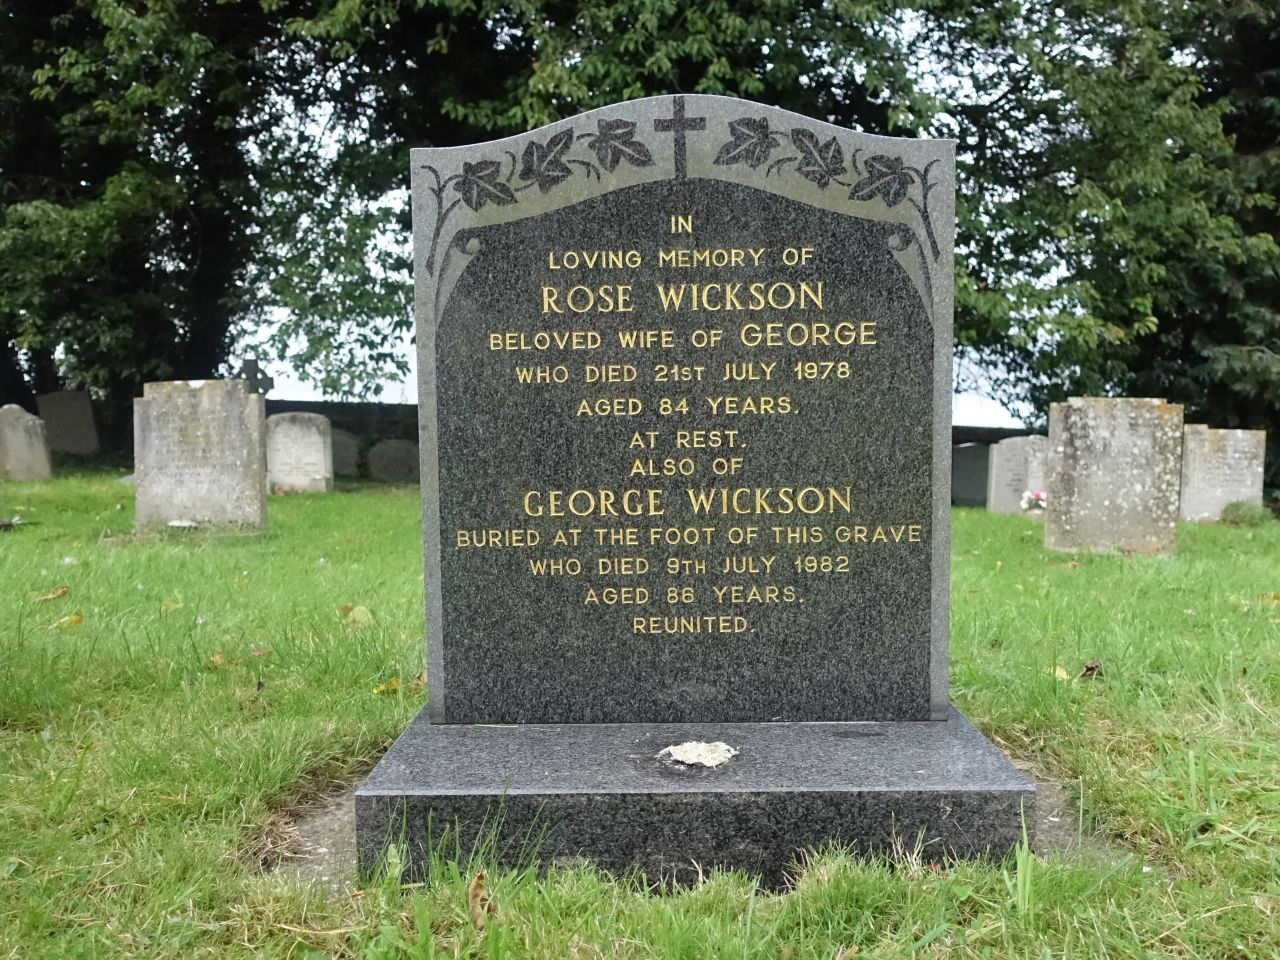 IN
LOVING MEMORY OF
ROSE WICKSON
BELOVED WIFE OF GEORGE
WHO DIED 21ST JULY 1978
AGED 84 YEARS.
AT REST.
ALSO OF
GEORGE WICKSON
BURIED AT THE FOOT OF THIS GRAVE
WHO DIED 9TH JULY 1982
AGED 86 YEARS.
REUNITED.